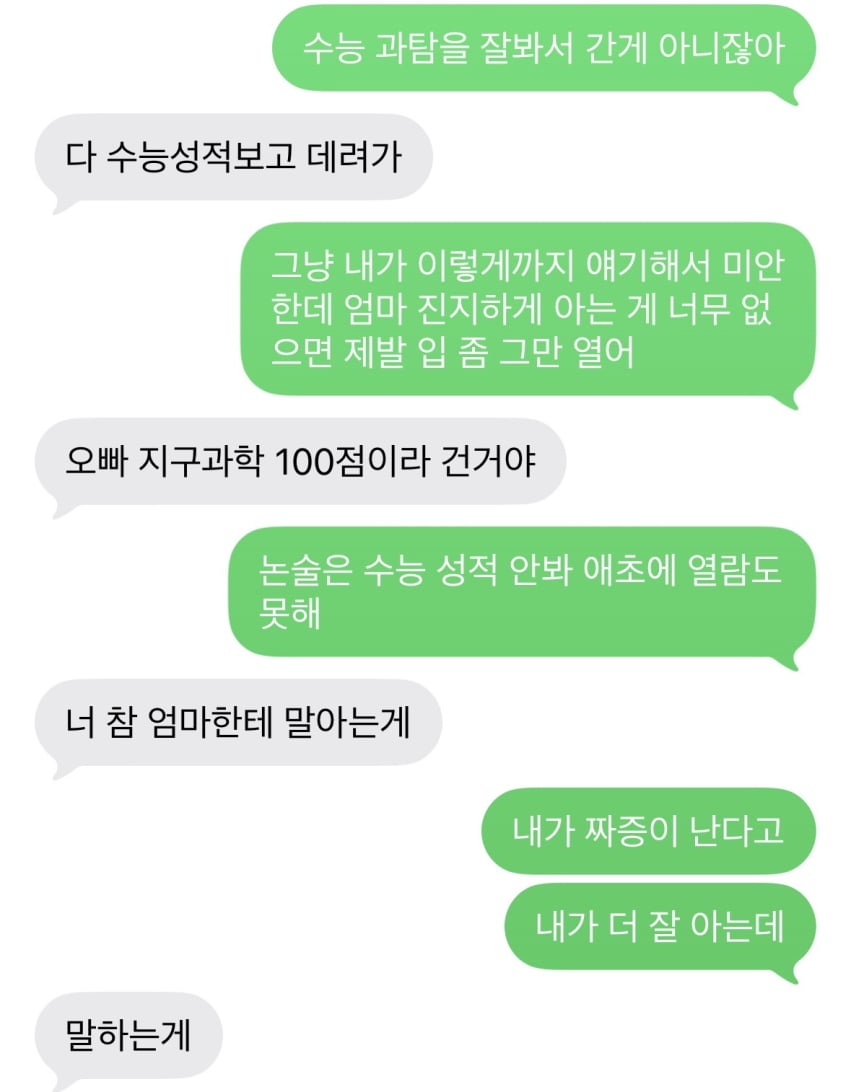 수능 과탐을 잘봐서 간게 아니잖아
다 수능성적보고 데려가
그냥 내가 이렇게까지 얘기해서 미안
한데 엄마 진지하게 아는 게 너무 없
으면 제발 입 좀 그만 열어
오빠 지구과학 100점이라 건거야
논술은 수능 성적 안봐 애초에 열람도
못해
너 참 엄마한테 말아는게
내가 짜증이 난다고
내가 더 잘 아는데
말하는게